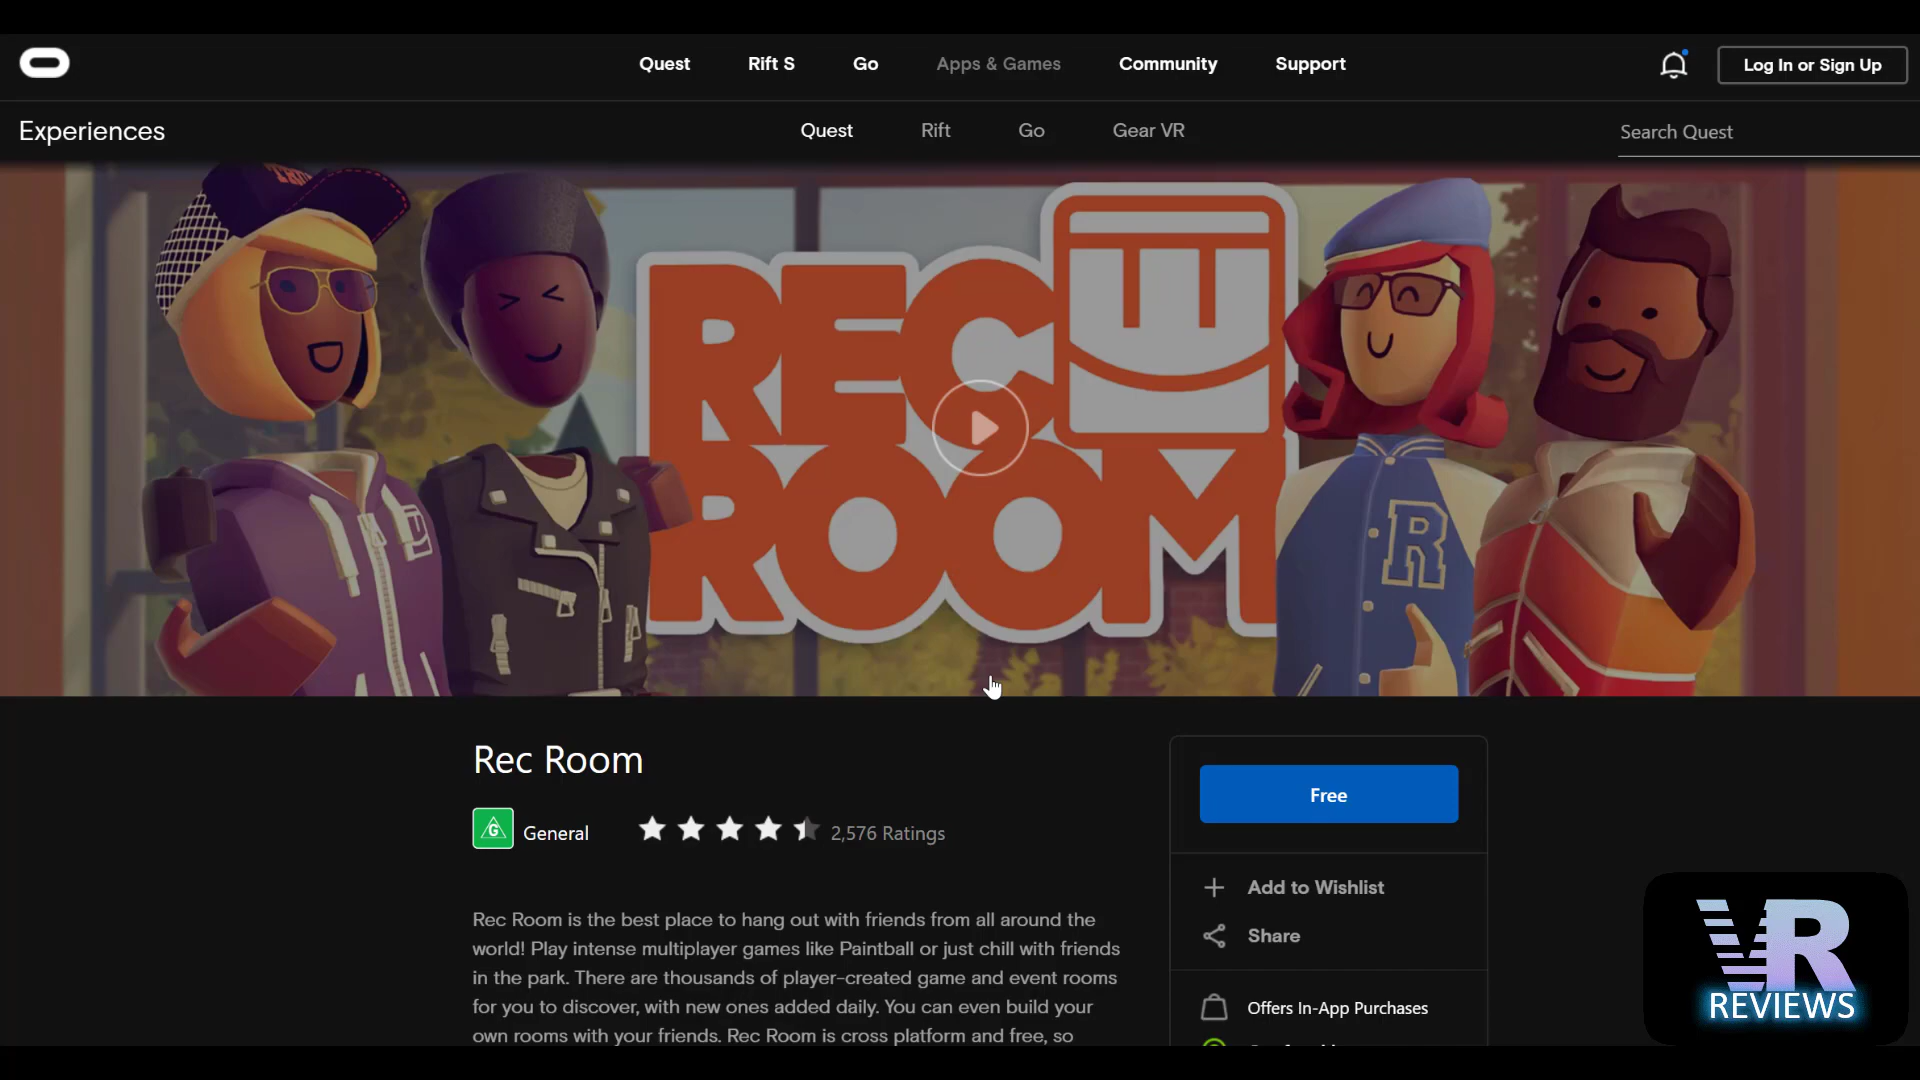 Quest Rift S Go Apps & Games Community Support Log In or Sign Up
Experiences Quest Rift Go Gear VR Search Quest
REC
ROOM
R
Rec Room
Free
G General 2,576 Ratings
Add to Wishlist
Rec Room is the best place to hang out with friends from all around the
world! Play intense multiplayer games like Paintball or just chill with friends
Share
in the park. There are thousands of player-created game and event rooms
for you to discover, with new ones added daily. You can even build your
Offers In-App Purchases
own rooms with your friends. Rec Room is cross platform and free, so
VR
REVIEWS